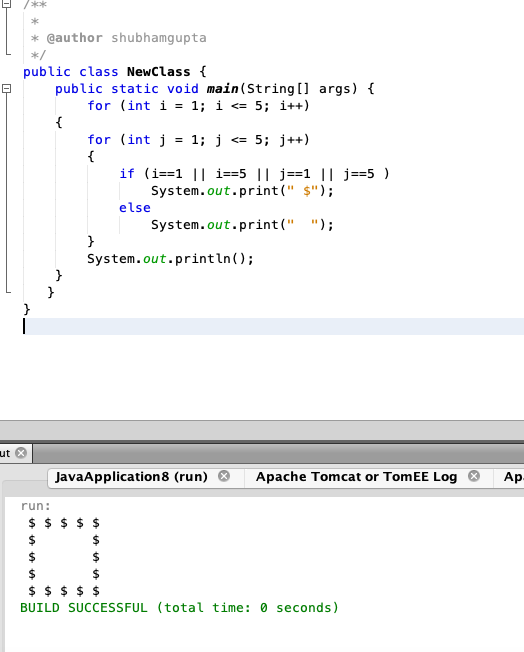 /**
 *
 * @author shubhamgupta
 */
public class NewClass {
    public static void main(String[] args) {
        for (int i = 1; i <= 5; i++)
    {
        for (int j = 1; j <= 5; j++)
        {
            if (i==1 || i==5 || j==1 || j==5 )
                System.out.print(" $");
            else
                System.out.print("  ");
        }
        System.out.println();
    }
   }
}
ut
JavaApplication8 (run) Apache Tomcat or TomEE Log Ap
run:
 $ $ $ $ $
 $       $
 $       $
 $       $
 $ $ $ $ $
BUILD SUCCESSFUL (total time: 0 seconds)